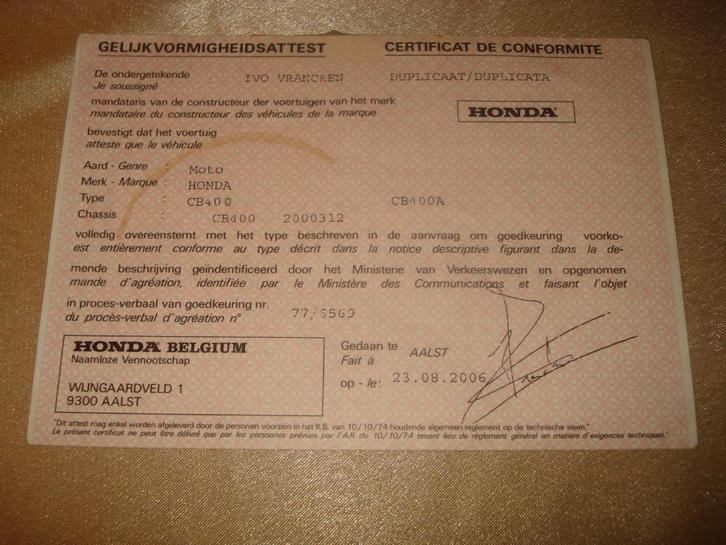 GELIJKVORMIGHEIDSATTEST CERTIFICAT DE CONFORMITE
De ondergetekende : IVO VRANCKEN DUPLICAAT/DUPLICATA
Je soussigné
mandataris van de constructeur der voertuigen van het merk
mandataire du constructeur des véhicules de la marque
HONDA
bevestigt dat het voertuig
atteste que le véhicule
Aard - Genre : Moto
Merk - Marque : HONDA
Type : CB400 CB400A
Chassis : CB400 2000312
volledig overeenstemt met het type beschreven in de aanvraag om goedkeuring voorko-
est entièrement conforme au type décrit dans la notice descriptive figurant dans la de-
mende beschrijving geïndentificeerd door het Ministerie van Verkeerswezen en opgenomen
mande d'agréation, identifiée par le Ministère des Communications et faisant l'objet
in proces-verbaal van goedkeuring nr.
du procès-verbal d'agréation n° 77/6569
HONDA BELGIUM
Naamloze Vennootschap
WIJNGAARDVELD 1
9300 AALST
Gedaan te AALST
Fait à
op - le: 23.08.2006
"Dit attest mag enkel worden afgeleverd door de personen voorzien in het K.B. van 10/10/74 houdende algemeen reglement op de technische eisen."
Le présent certificat ne peut être délivré que par les personnes prévues par l'A.R. du 10/10/74 tenant lieu de règlement général en matière d'exigences techniques."